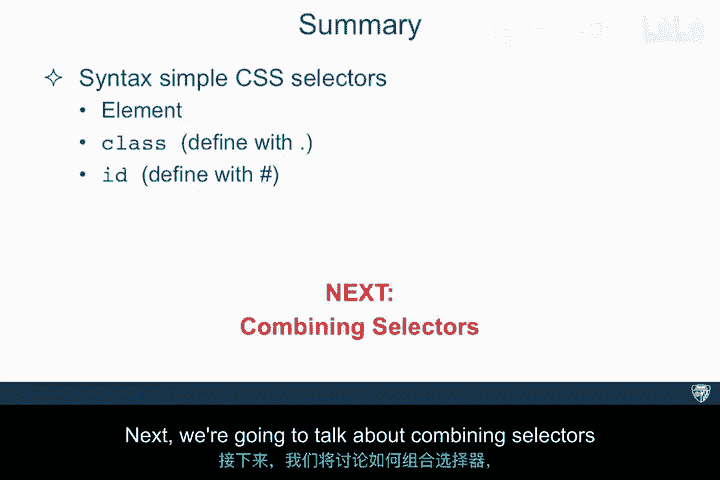 Summary
✧ Syntax simple CSS selectors
• Element
• class (define with .)
• id (define with #)
NEXT:
Combining Selectors
Next, we're going to talk about combining selectors
接下来，我们将讨论如何组合选择器，